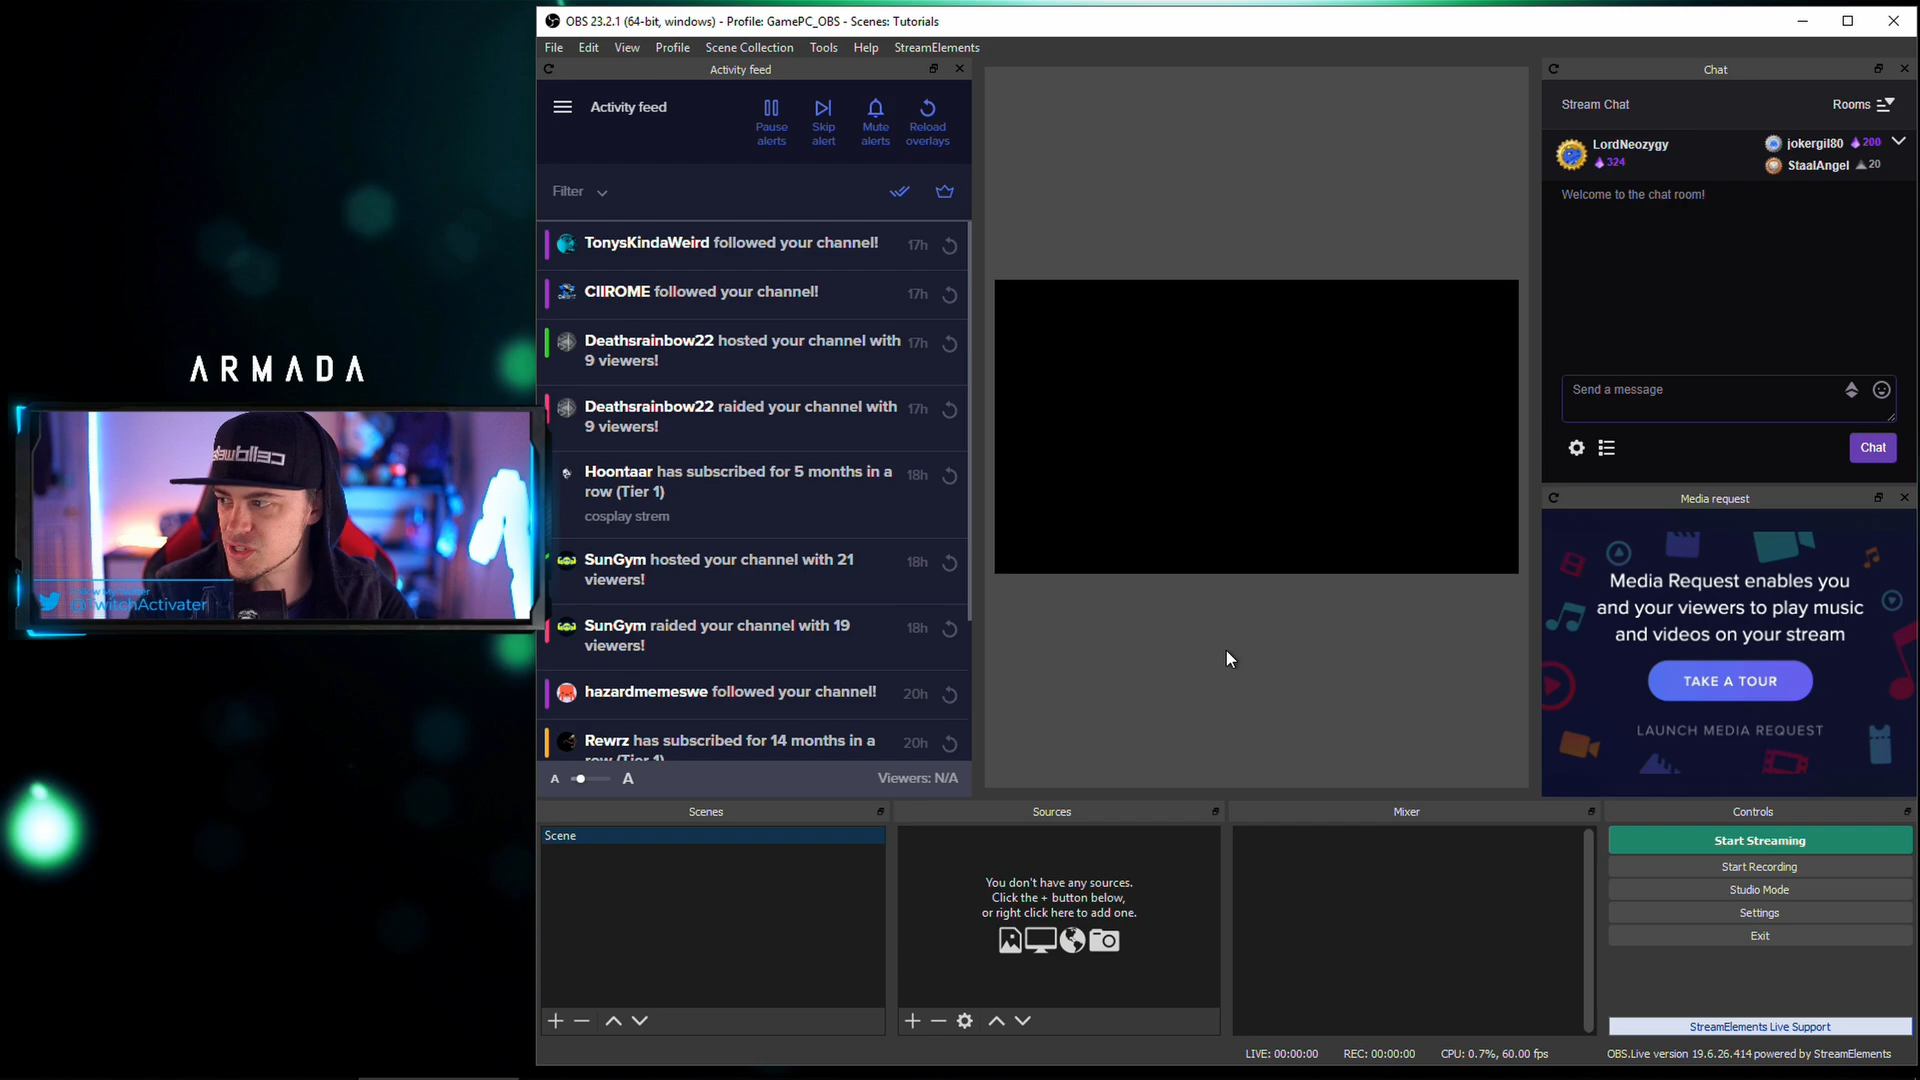 OBS 23.2.1 (64-bit, windows) - Profile: GamePC_OBS - Scenes: Tutorials
File Edit View Profile Scene Collection Tools Help StreamElements
Activity feed
Activity feed
Pause alerts
Skip alert
Mute alerts
Reload overlays
Filter
TonysKindaWeird followed your channel! 17h
CIIROME followed your channel! 17h
Deathsrainbow22 hosted your channel with 17h
9 viewers!
Deathsrainbow22 raided your channel with 17h
9 viewers!
Hoontaar has subscribed for 5 months in a 18h
row (Tier 1)
cosplay strem
SunGym hosted your channel with 21 18h
viewers!
SunGym raided your channel with 19 18h
viewers!
hazardmemeswe followed your channel! 20h
Rewrz has subscribed for 14 months in a 20h
row (Tier 1)
A A Viewers: N/A
Chat
Stream Chat Rooms
LordNeozygy
324
jokergil80 200
StaalAngel 20
Welcome to the chat room!
Send a message
Chat
Media request
Media Request enables you
and your viewers to play music
and videos on your stream
TAKE A TOUR
LAUNCH MEDIA REQUEST
ARMADA
@TwitchActivater
Scenes
Scene
Sources
You don't have any sources.
Click the + button below,
or right click here to add one.
Mixer
Controls
Start Streaming
Start Recording
Studio Mode
Settings
Exit
StreamElements Live Support
LIVE: 00:00:00 REC: 00:00:00 CPU: 0.7%, 60.00 fps OBS.Live version 19.6.26.414 powered by StreamElements